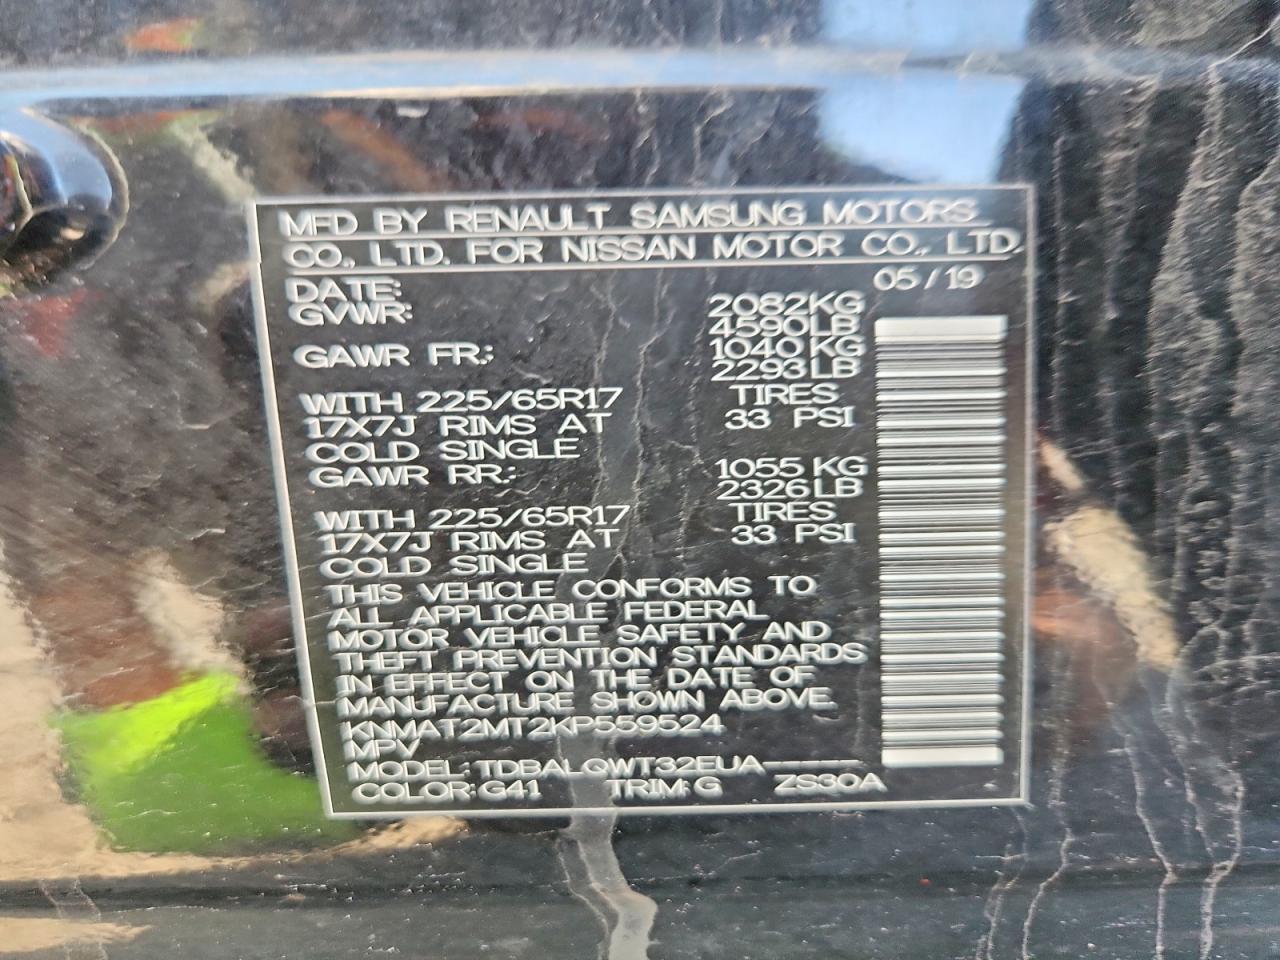 MFD BY RENAULT SAMSUNG MOTORS
CO., LTD. FOR NISSAN MOTOR CO., LTD.
DATE: 05/19
GVWR: 2082KG
4590LB
GAWR FR.: 1040KG
2293LB
WITH 225/65R17 TIRES
17X7J RIMS AT 33 PSI
COLD SINGLE
GAWR RR.: 1055KG
2326LB
WITH 225/65R17 TIRES
17X7J RIMS AT 33 PSI
COLD SINGLE
THIS VEHICLE CONFORMS TO
ALL APPLICABLE FEDERAL
MOTOR VEHICLE SAFETY AND
THEFT PREVENTION STANDARDS
IN EFFECT ON THE DATE OF
MANUFACTURE SHOWN ABOVE.
KNMAT2MT2KP559524
MPV
MODEL: TDBALQWT32EUA-----
COLOR: G41 TRIM: G ZS30A